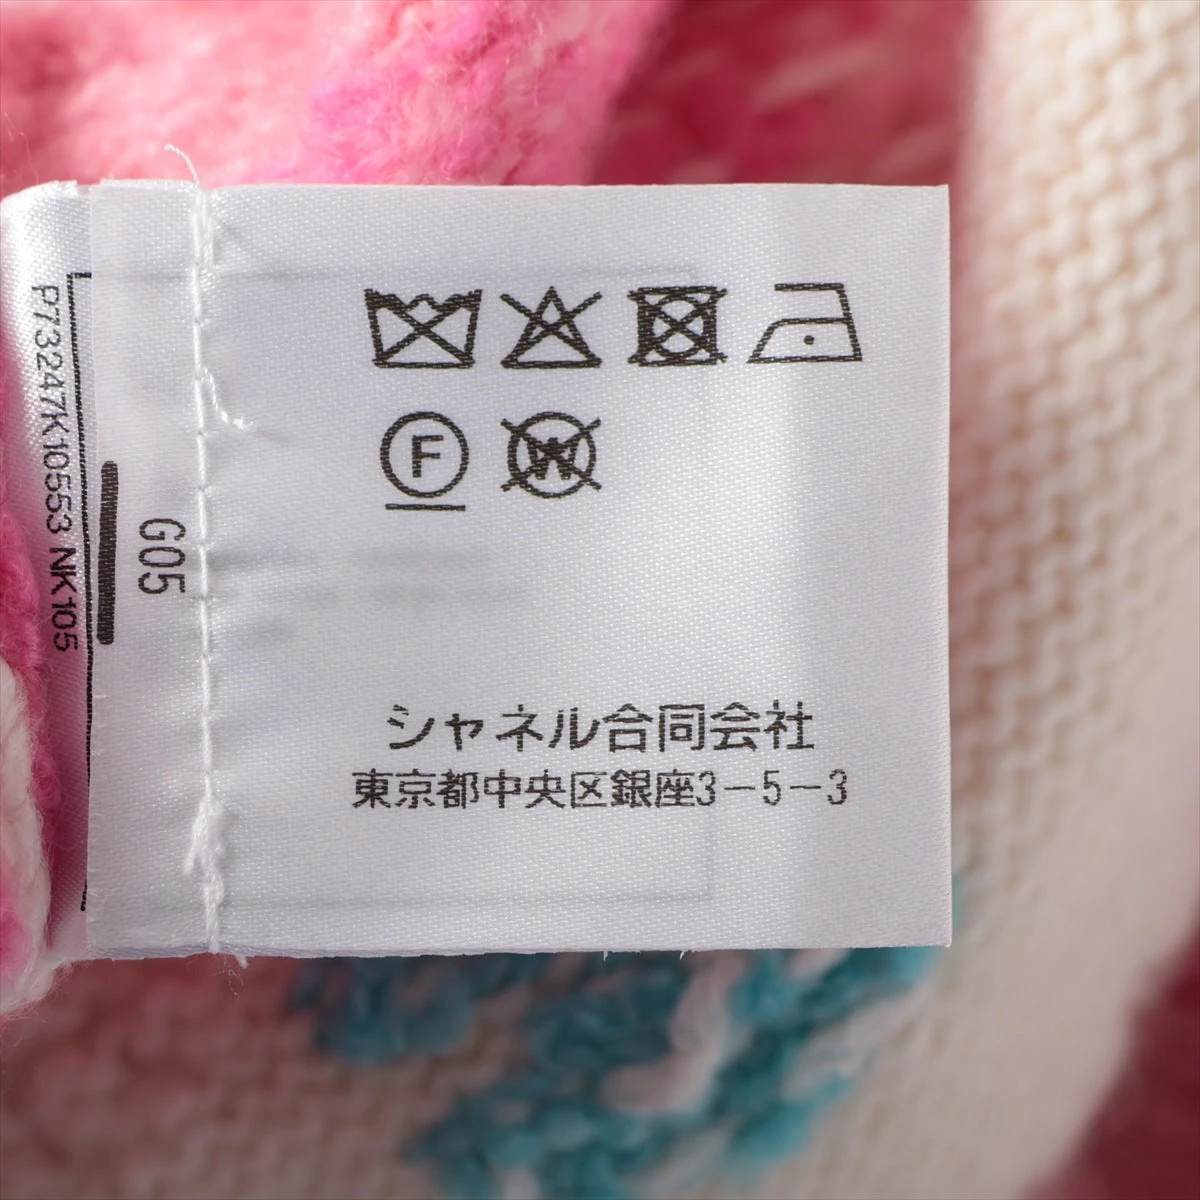 P73247K10553 NK105
G05
F
W
シャネル合同会社
東京都中央区銀座3－5－3